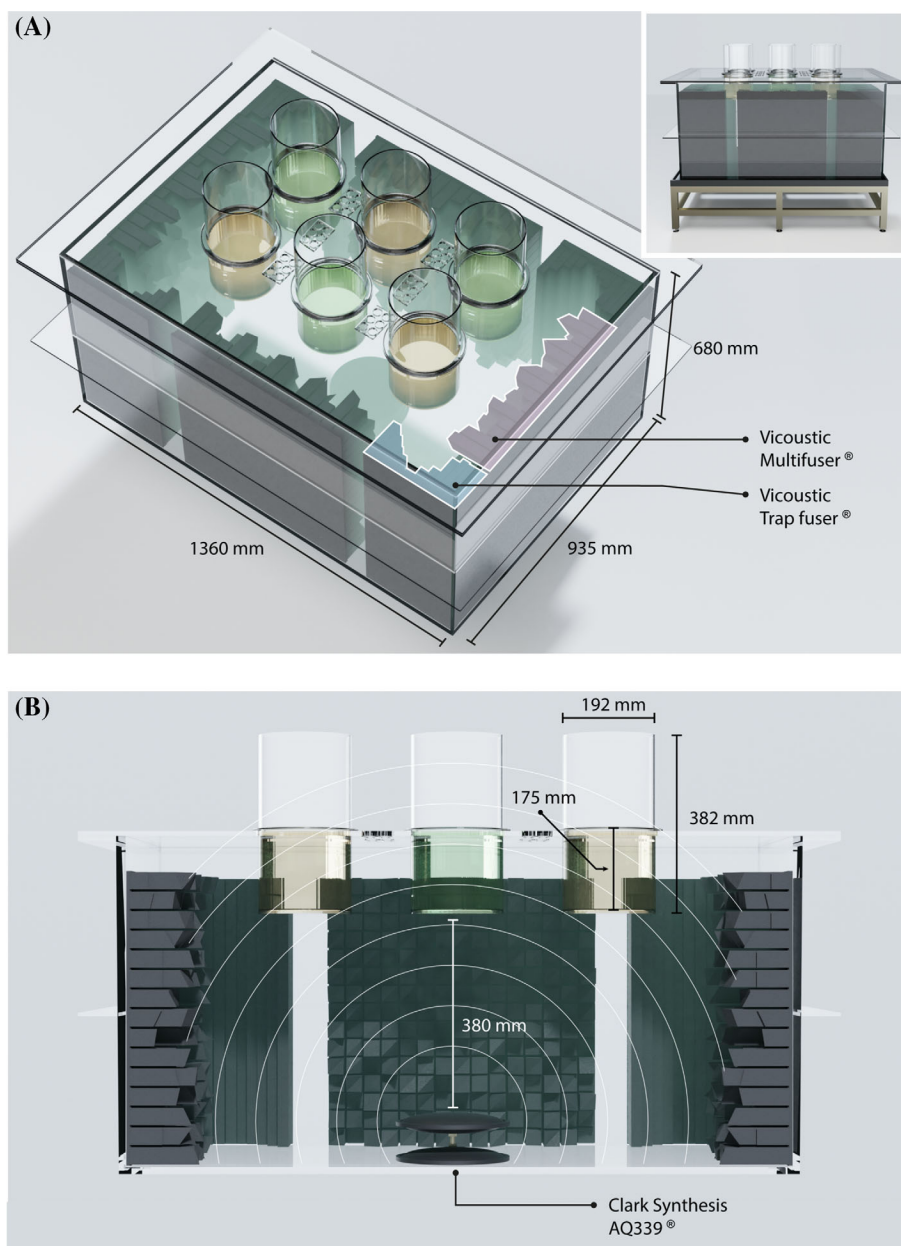 (A)
680 mm
Vicoustic
Multifuser ®
Vicoustic
Trap fuser ®
1360 mm
935 mm
(B)
192 mm
175 mm
382 mm
380 mm
Clark Synthesis
AQ339 ®